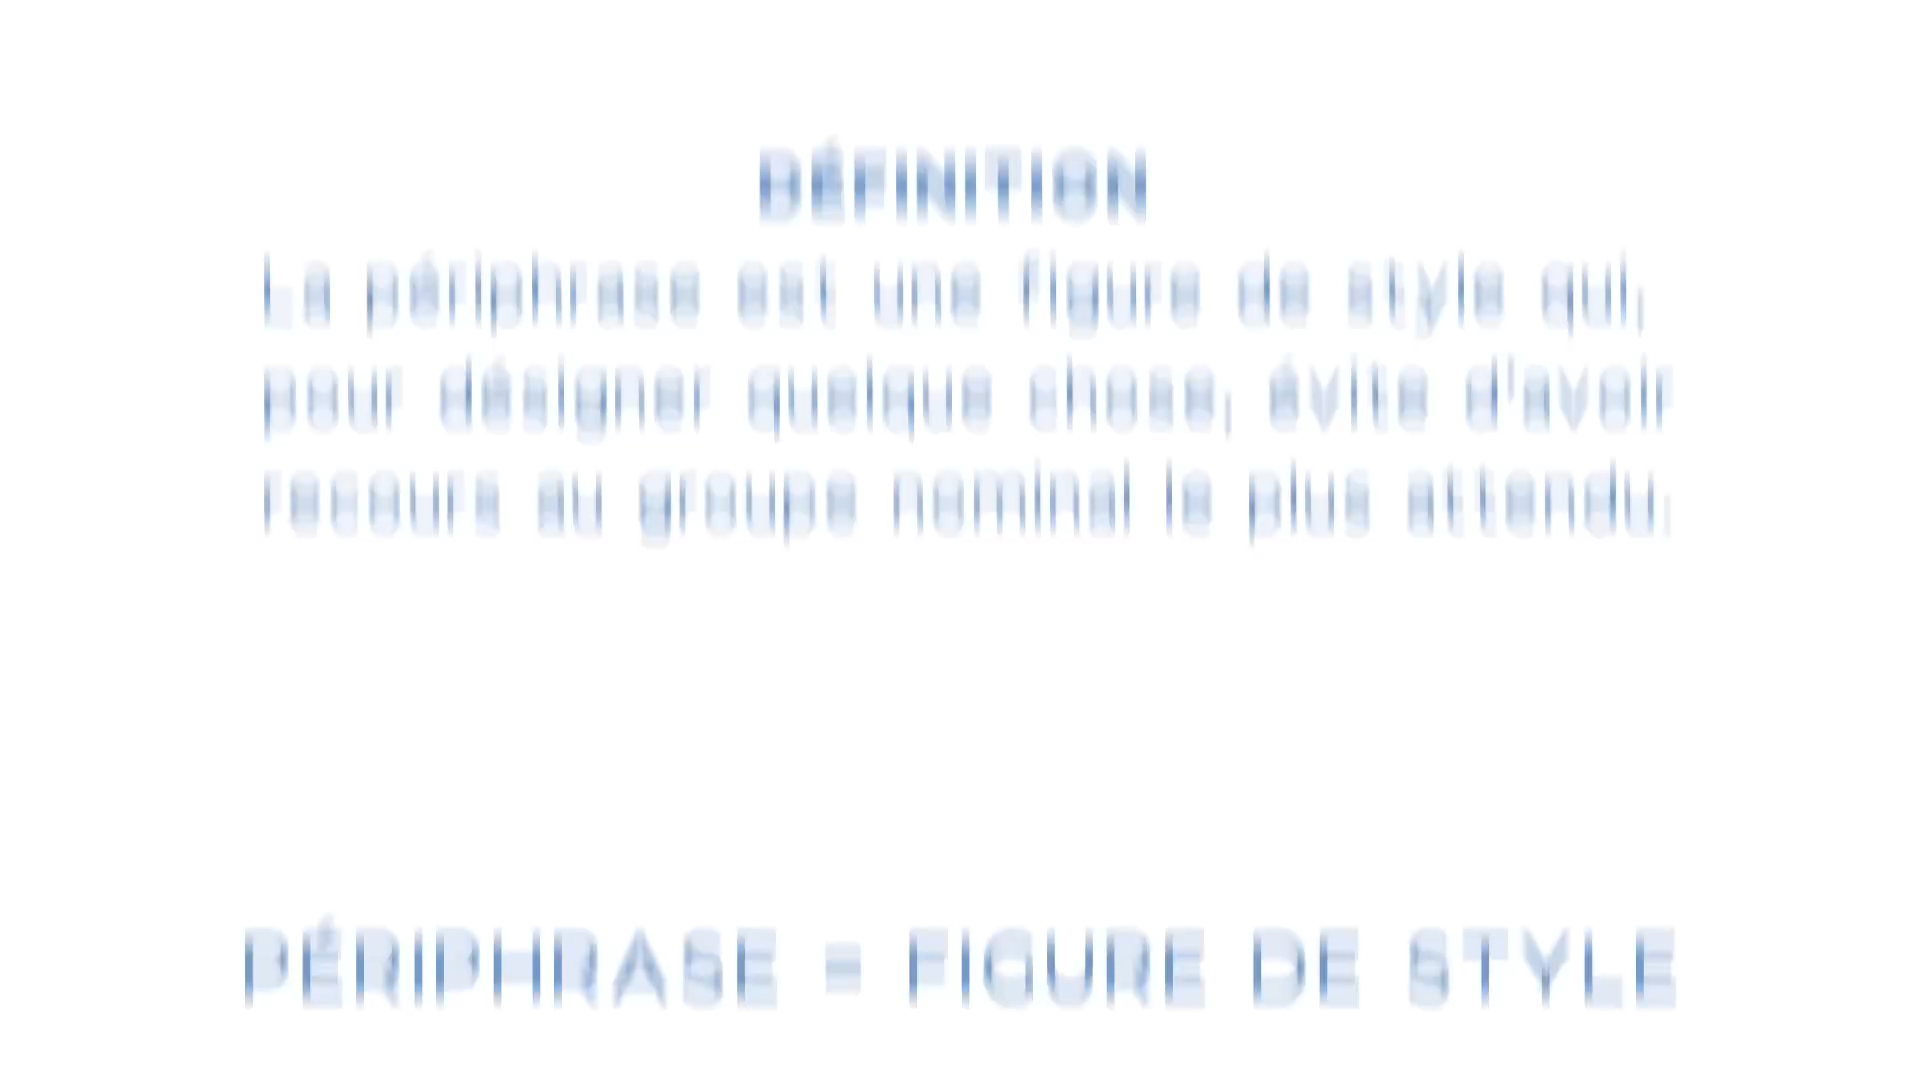 DÉFINITION
La périphrase est une figure de style qui,
pour désigner quelque chose, évite d'avoir
recours au groupe nominal le plus attendu.
PÉRIPHRASE = FIGURE DE STYLE